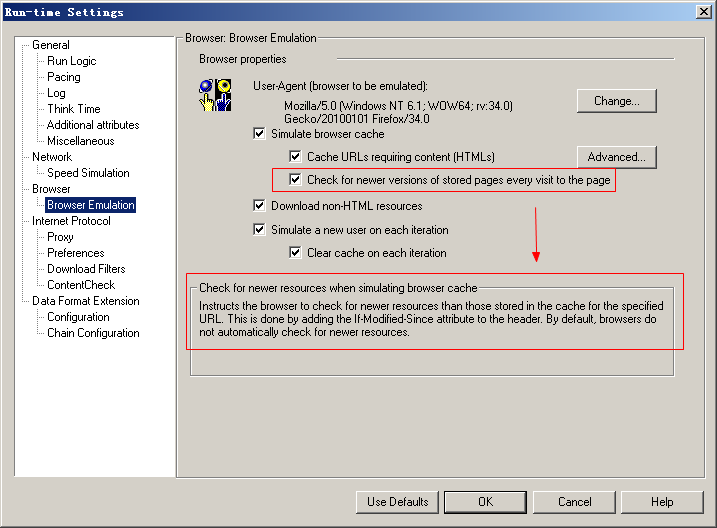 Run-time Settings
General
Run Logic
Pacing
Log
Think Time
Additional attributes
Miscellaneous
Network
Speed Simulation
Browser
Browser Emulation
Internet Protocol
Proxy
Preferences
Download Filters
ContentCheck
Data Format Extension
Configuration
Chain Configuration
Browser: Browser Emulation
Browser properties
User-Agent (browser to be emulated):
Mozilla/5.0 (Windows NT 6.1; WOW64; rv:34.0)
Gecko/20100101 Firefox/34.0
Change...
Simulate browser cache
Cache URLs requiring content (HTMLs)
Advanced...
Check for newer versions of stored pages every visit to the page
Download non-HTML resources
Simulate a new user on each iteration
Clear cache on each iteration
Check for newer resources when simulating browser cache
Instructs the browser to check for newer resources than those stored in the cache for the specified
URL. This is done by adding the If-Modified-Since attribute to the header. By default, browsers do
not automatically check for newer resources.
Use Defaults
OK
Cancel
Help